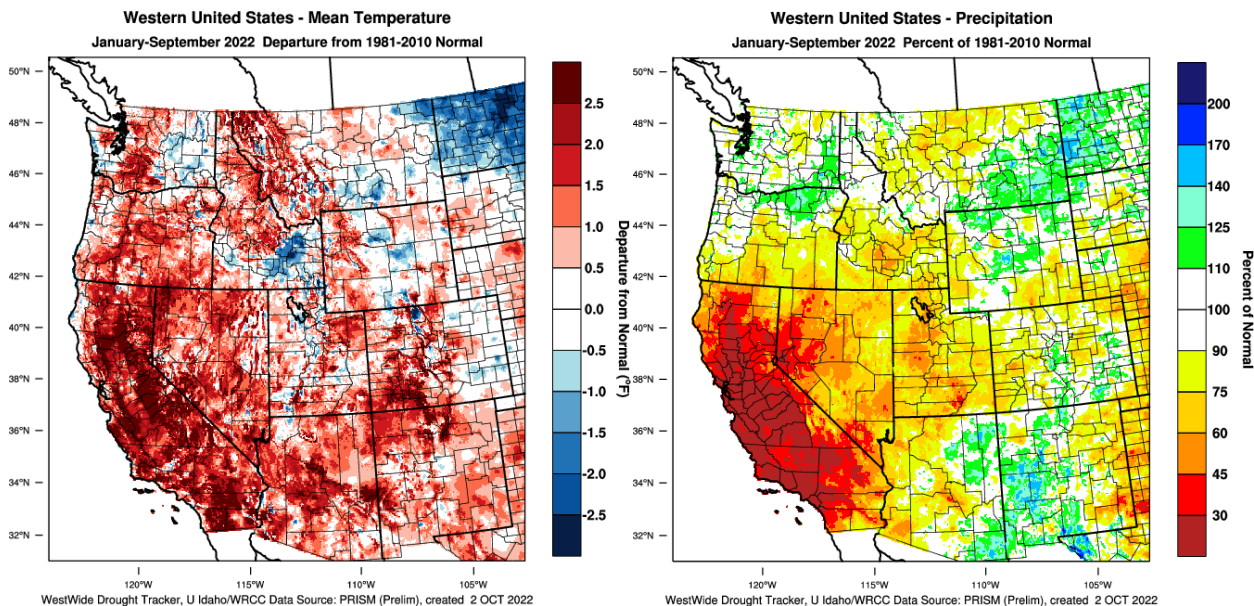 Western United States - Mean Temperature
January-September 2022 Departure from 1981-2010 Normal
50°N
48°N
46°N
44°N
42°N
40°N
38°N
36°N
34°N
32°N
120°W
115°W
110°W
105°W
2.5
2.0
1.5
1.0
0.5
0.0
-0.5
-1.0
-1.5
-2.0
-2.5
Departure from Normal (°F)
WestWide Drought Tracker, U Idaho/WRCC Data Source: PRISM (Prelim), created 2 OCT 2022
Western United States - Precipitation
January-September 2022 Percent of 1981-2010 Normal
50°N
48°N
46°N
44°N
42°N
40°N
38°N
36°N
34°N
32°N
120°W
115°W
110°W
105°W
200
170
140
125
110
100
90
75
60
45
30
Percent of Normal
WestWide Drought Tracker, U Idaho/WRCC Data Source: PRISM (Prelim), created 2 OCT 2022